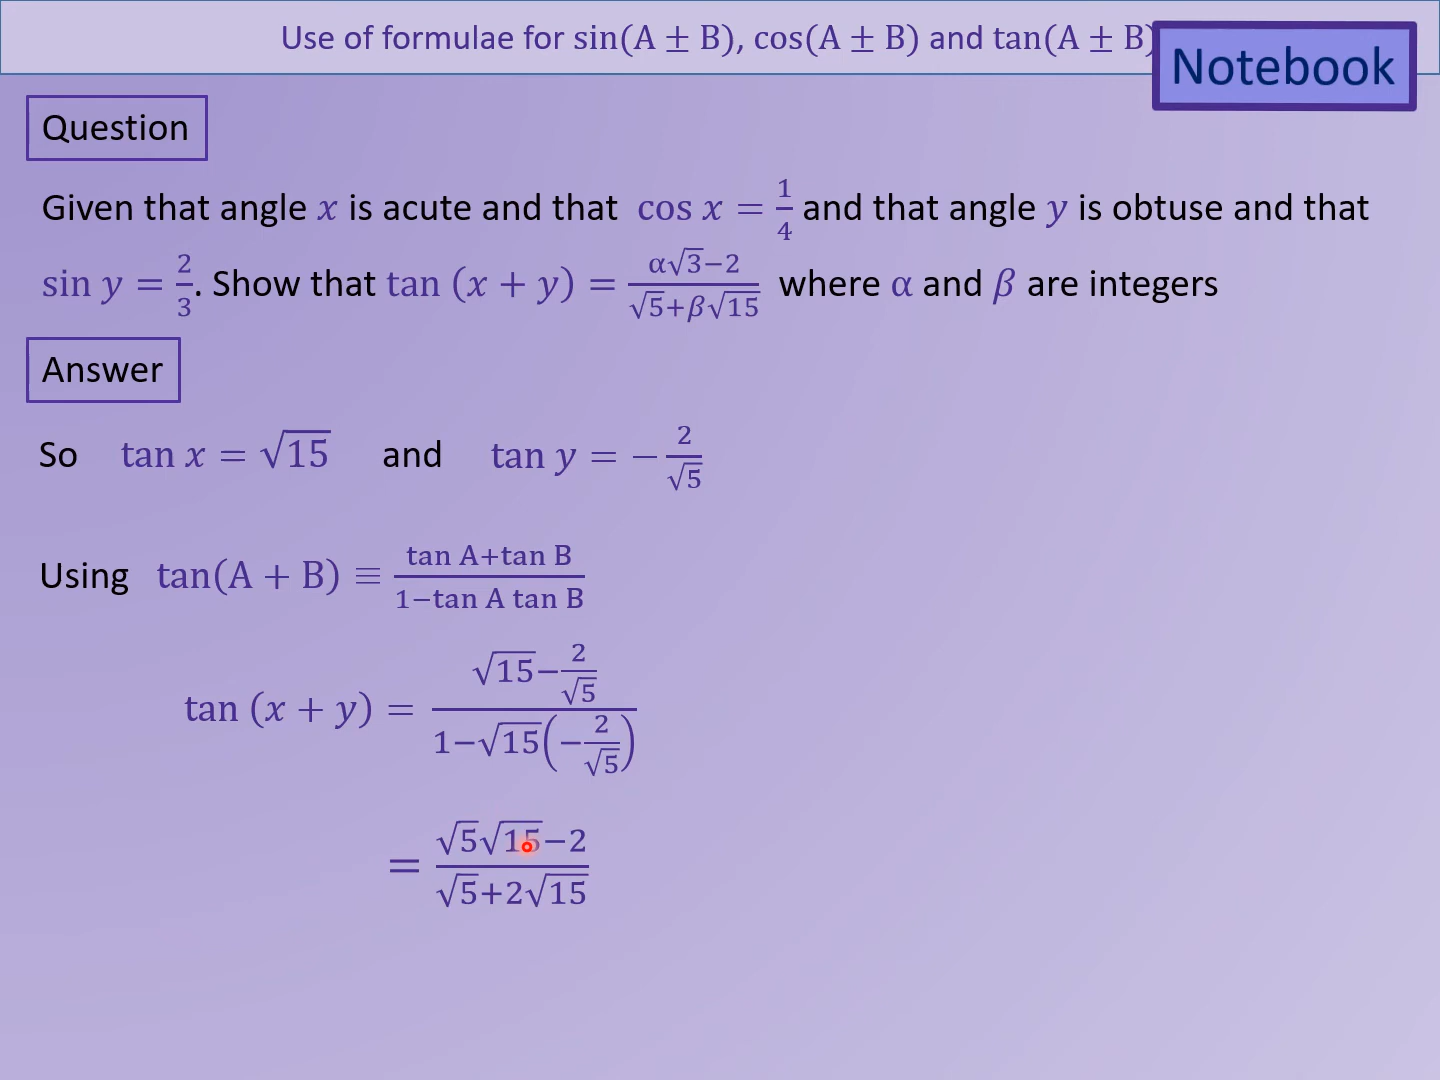 Use of formulae for sin(A ± B), cos(A ± B) and tan(A ± B)
Notebook
Question
Given that angle x is acute and that cos x = 1/4 and that angle y is obtuse and that
sin y = 2/3. Show that tan (x + y) = (α√3−2)/(√5+β√15) where α and β are integers
Answer
So tan x = √15 and tan y = −2/√5
Using tan(A + B) ≡ (tan A+tan B)/(1−tan A tan B)
tan (x + y) = (√15−2/√5)/(1−√15(−2/√5))
= (√5√15−2)/(√5+2√15)